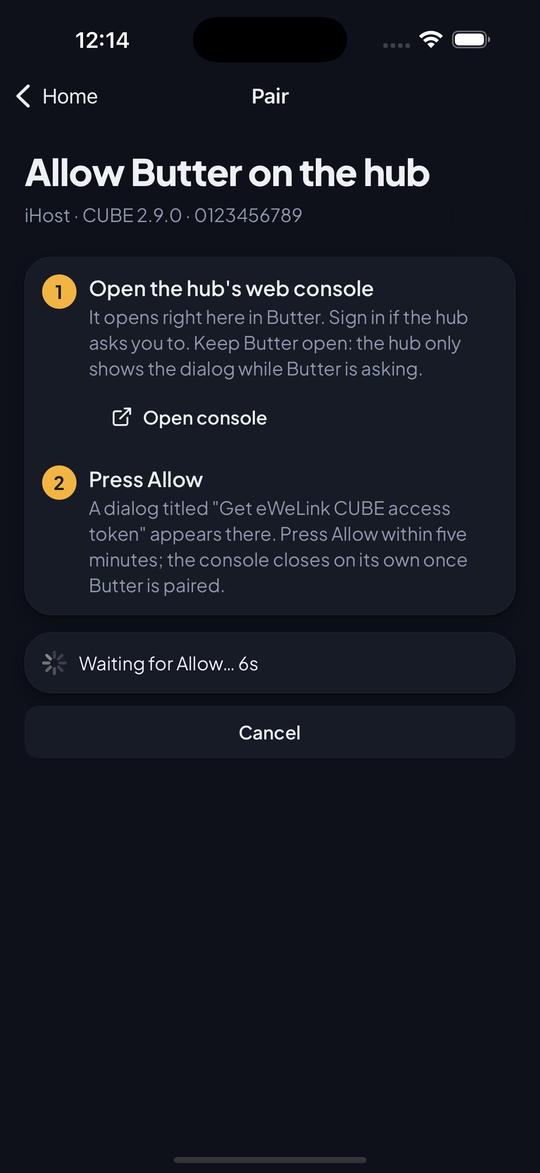 12:14
Home
Pair
Allow Butter on the hub
iHost · CUBE 2.9.0 · 0123456789
1
Open the hub's web console
It opens right here in Butter. Sign in if the hub
asks you to. Keep Butter open: the hub only
shows the dialog while Butter is asking.
Open console
2
Press Allow
A dialog titled "Get eWeLink CUBE access
token" appears there. Press Allow within five
minutes; the console closes on its own once
Butter is paired.
Waiting for Allow... 6s
Cancel